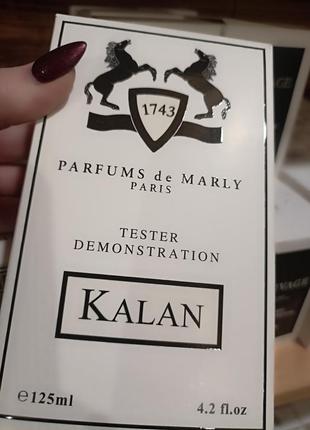 1743
PARFUMS de MARLY
PARIS
TESTER
DEMONSTRATION
KALAN
℮125ml 4.2 fl.oz